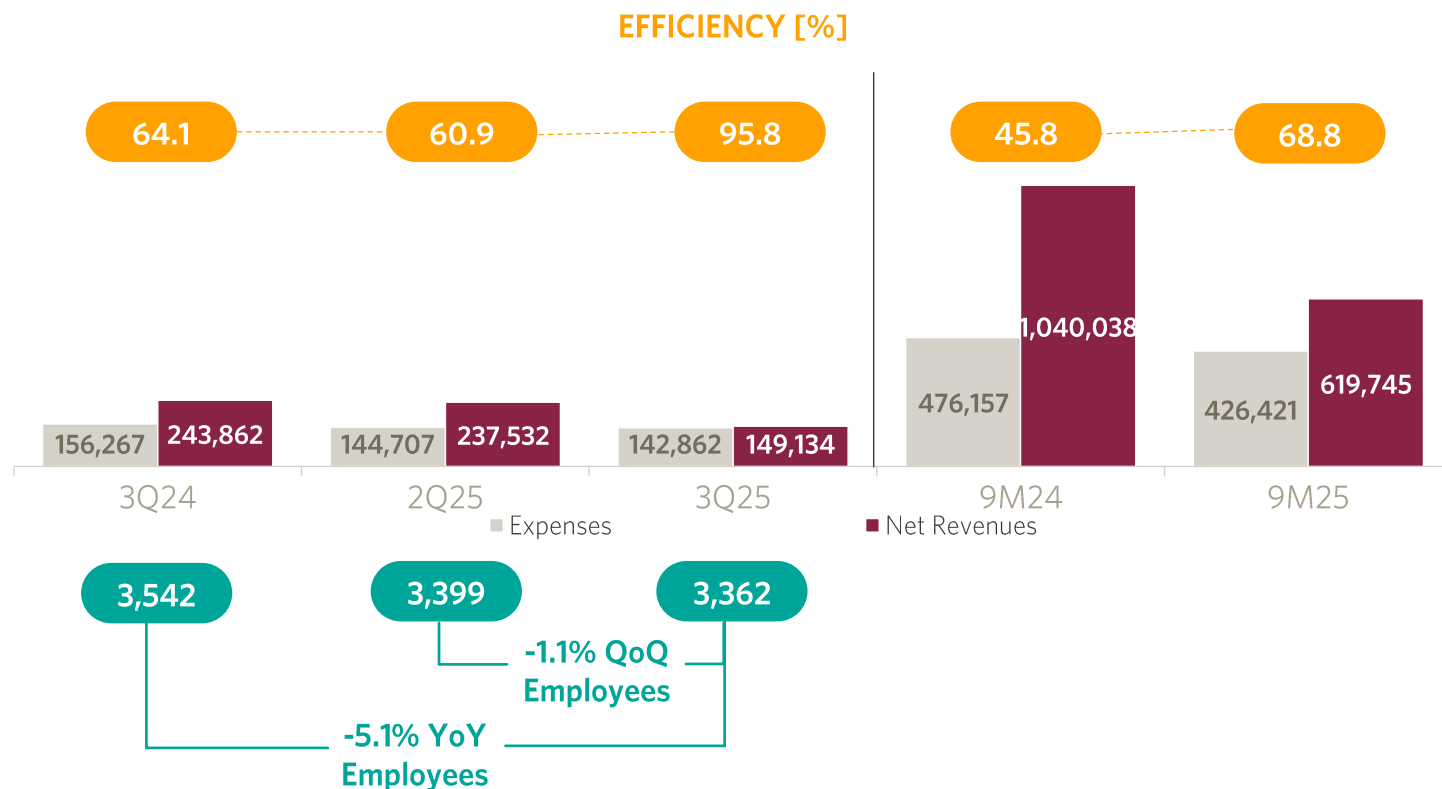 EFFICIENCY [%]
64.1
60.9
95.8
45.8
68.8
156,267
243,862
144,707
237,532
142,862
149,134
476,157
1,040,038
426,421
619,745
3Q24
2Q25
3Q25
9M24
9M25
Expenses
Net Revenues
3,542
3,399
3,362
-1.1% QoQ
Employees
-5.1% YoY
Employees